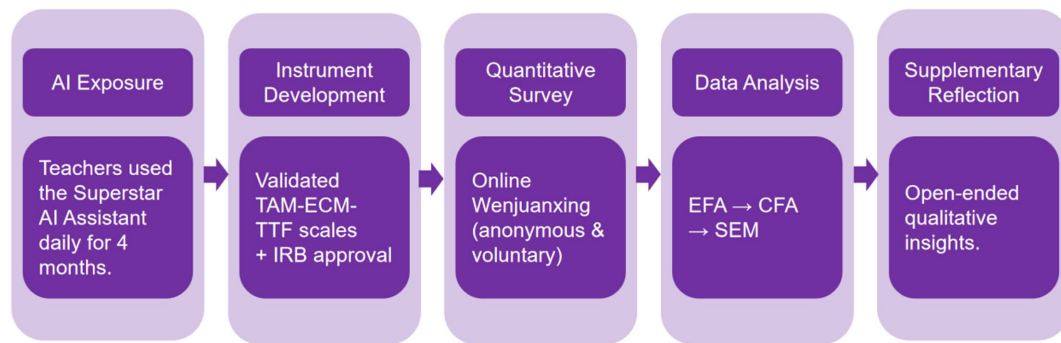 AI Exposure
Teachers used
the Superstar
AI Assistant
daily for 4
months.
Instrument
Development
Validated
TAM-ECM-
TTF scales
+ IRB approval
Quantitative
Survey
Online
Wenjuanxing
(anonymous &
voluntary)
Data Analysis
EFA → CFA
→ SEM
Supplementary
Reflection
Open-ended
qualitative
insights.